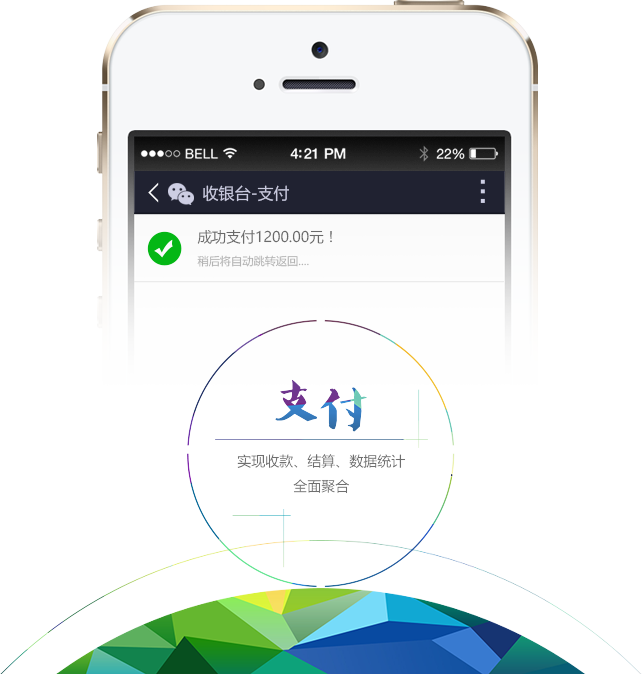 BELL 4:21 PM 22%
收银台-支付
成功支付1200.00元！
稍后将自动跳转返回....
支付
实现收款、结算、数据统计
全面聚合